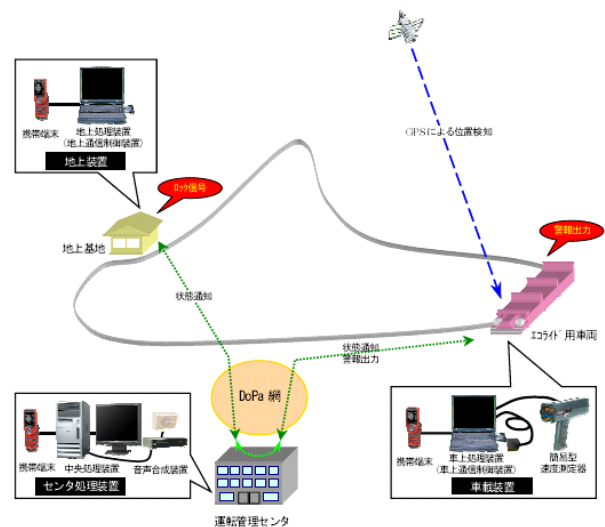 GPSによる位置検知
携帯端末
地上処理装置
(地上通信制御装置)
地上装置
ロック信号
地上基地
警報出力
状態通知
エコライド用車両
状態通知
警報出力
DoPa 網
携帯端末
中央処理装置
音声合成装置
センタ処理装置
運転管理センタ
携帯端末
車上処理装置
(車上通信制御装置)
簡易型
速度測定器
車載装置